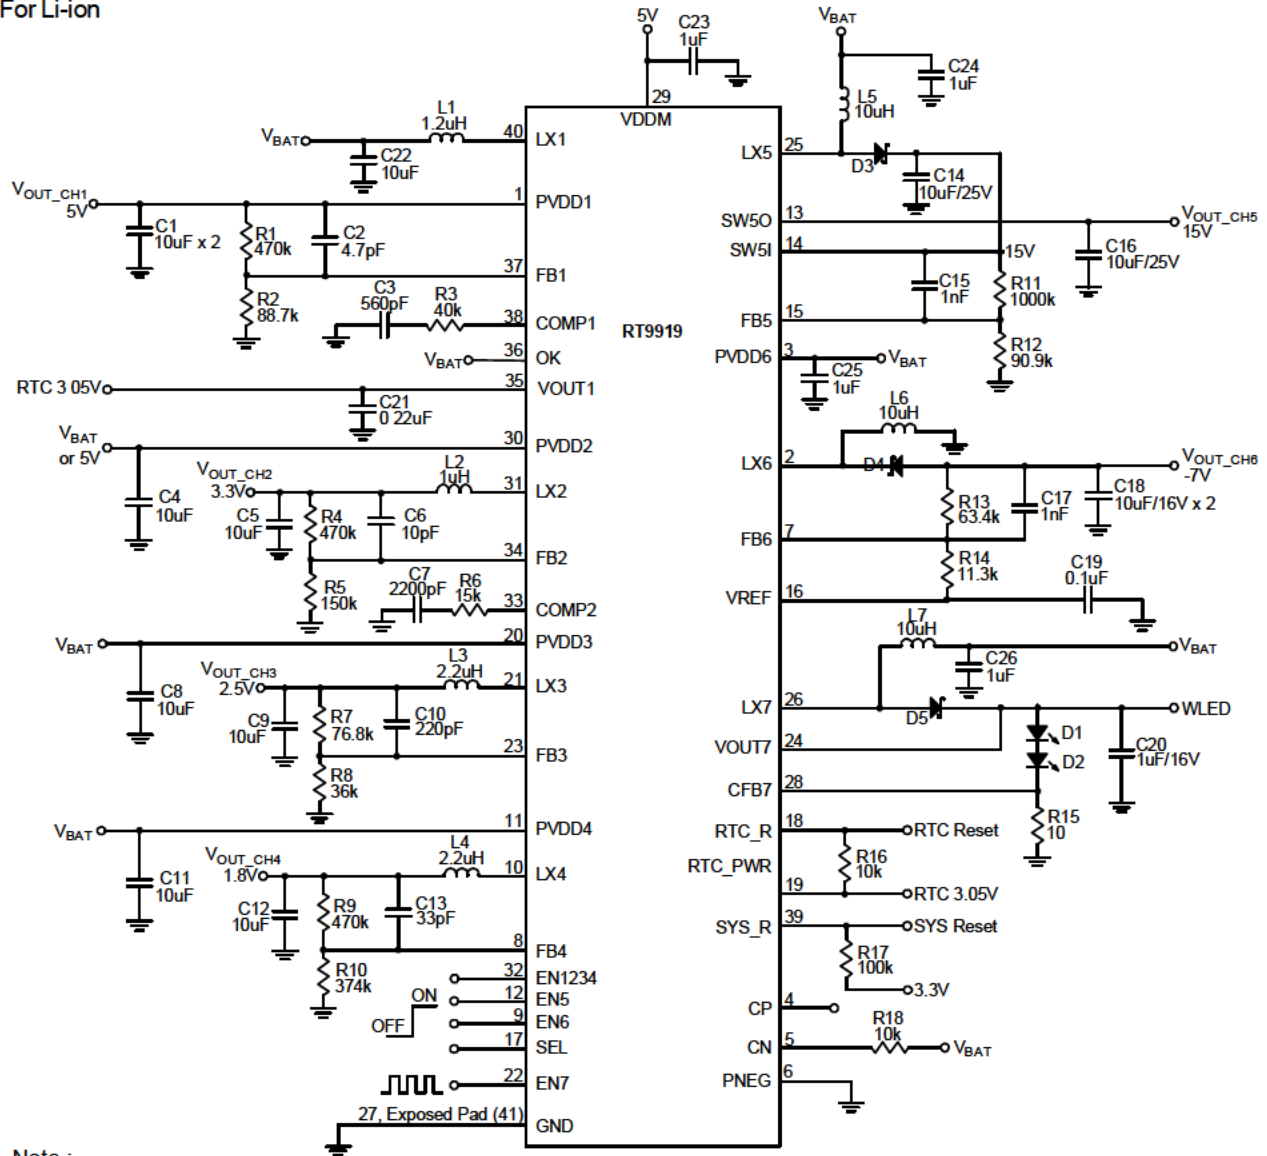 For Li-ion
5V
C23
1uF
VBAT
C24
1uF
L5
10uH
29
VDDM
L1
1.2uH
VBAT
C22
10uF
40
LX1
VOUT_CH1
5V
1
PVDD1
C1
10uF x 2
R1
470k
C2
4.7pF
37
FB1
R2
88.7k
C3
560pF
R3
40k
38
COMP1
VBAT
36
OK
RTC 3 05V
35
VOUT1
C21
0 22uF
VBAT
or 5V
30
PVDD2
VOUT_CH2
3.3V
L2
1uH
31
LX2
C4
10uF
C5
10uF
R4
470k
C6
10pF
34
FB2
R5
150k
C7
2200pF
R6
15k
33
COMP2
VBAT
20
PVDD3
VOUT_CH3
2.5V
L3
2.2uH
21
LX3
C8
10uF
C9
10uF
R7
76.8k
C10
220pF
23
FB3
R8
36k
VBAT
11
PVDD4
VOUT_CH4
1.8V
L4
2.2uH
10
LX4
C11
10uF
C12
10uF
R9
470k
C13
33pF
8
FB4
R10
374k
32
EN1234
ON
12
EN5
OFF
9
EN6
17
SEL
22
EN7
27, Exposed Pad (41)
GND
RT9919
LX5
25
D3
C14
10uF/25V
SW5O
13
VOUT_CH5
15V
SW5I
14
15V
C16
10uF/25V
C15
1nF
R11
1000k
FB5
15
R12
90.9k
PVDD6
3
VBAT
C25
1uF
L6
10uH
LX6
2
D4
VOUT_CH6
-7V
R13
63.4k
C17
1nF
C18
10uF/16V x 2
FB6
7
R14
11.3k
C19
0.1uF
VREF
16
L7
10uH
VBAT
C26
1uF
LX7
26
D5
WLED
VOUT7
24
D1
D2
C20
1uF/16V
CFB7
28
R15
10
RTC_R
18
RTC Reset
R16
10k
RTC_PWR
19
RTC 3.05V
SYS_R
39
SYS Reset
R17
100k
3.3V
CP
4
R18
10k
CN
5
VBAT
PNEG
6